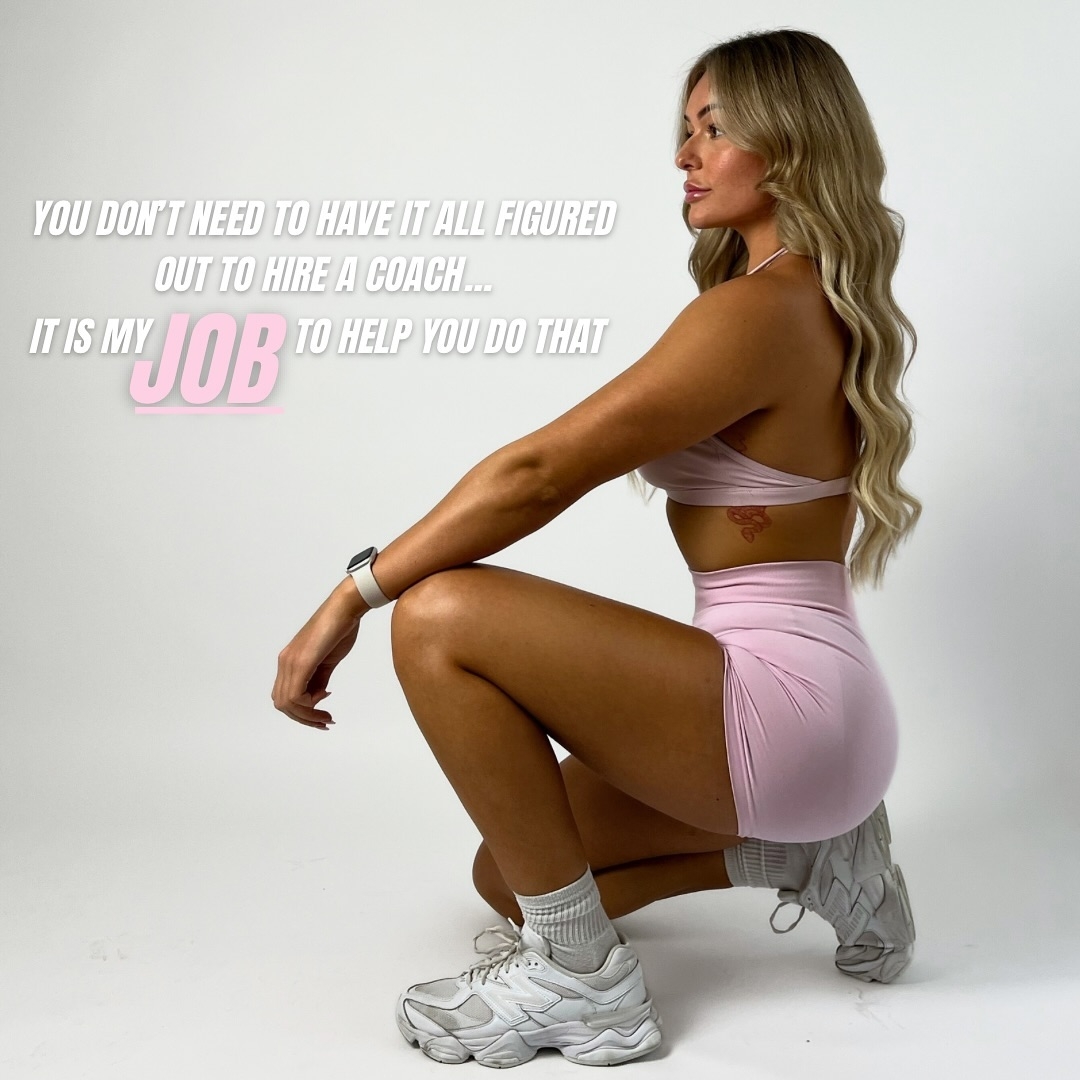 YOU DON'T NEED TO HAVE IT ALL FIGURED
OUT TO HIRE A COACH...
IT IS MY JOB TO HELP YOU DO THAT